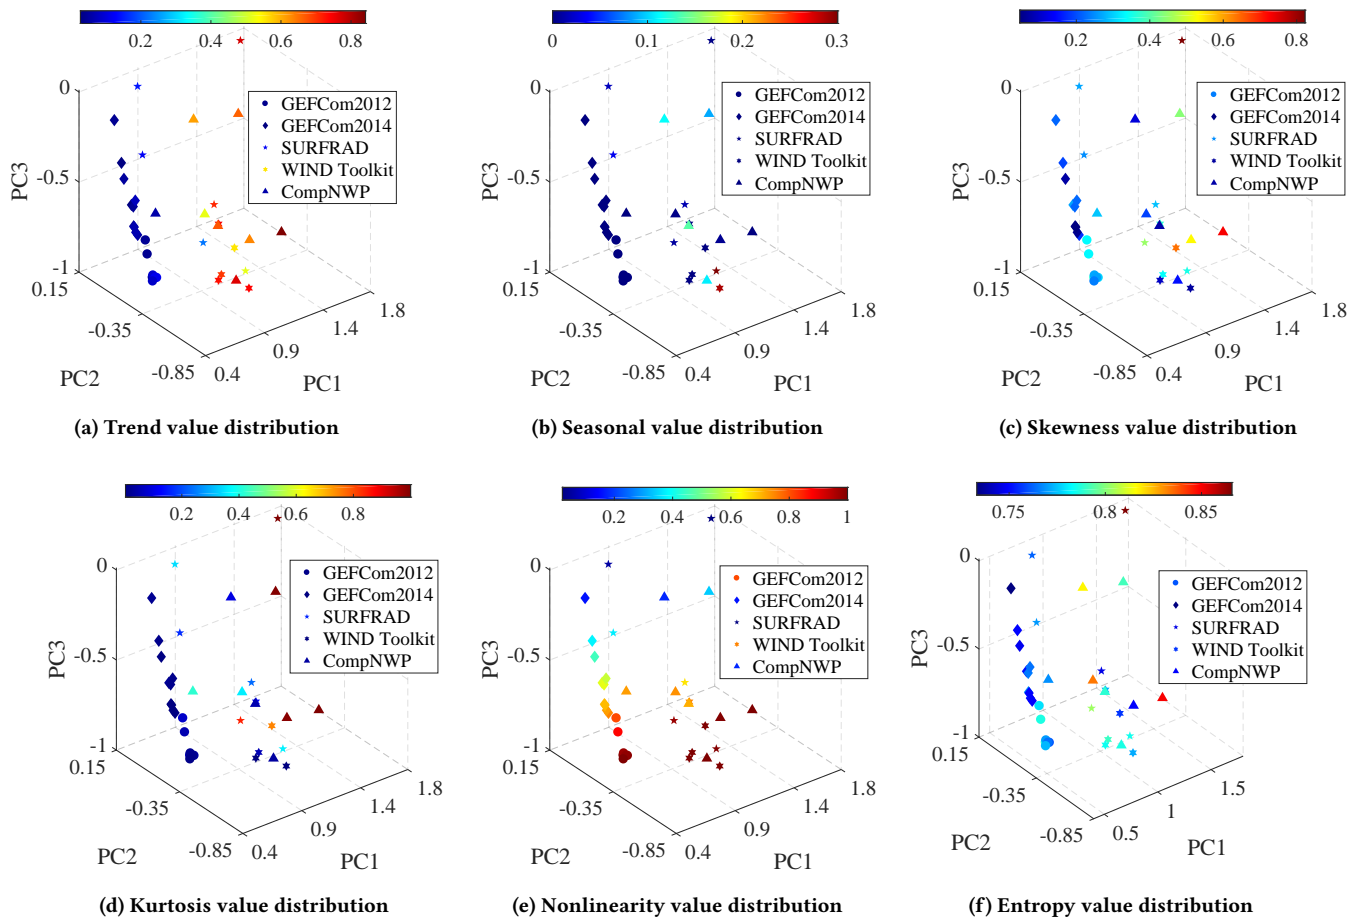 0.2 0.4 0.6 0.8
0
-0.5
-1
PC3
GEFCom2012
GEFCom2014
SURFRAD
WIND Toolkit
CompNWP
0.15
-0.35
-0.85
PC2
0.4
0.9
1.4
1.8
PC1
(a) Trend value distribution
0 0.1 0.2 0.3
0
-0.5
-1
PC3
GEFCom2012
GEFCom2014
SURFRAD
WIND Toolkit
CompNWP
0.15
-0.35
-0.85
PC2
0.4
0.9
1.4
1.8
PC1
(b) Seasonal value distribution
0.2 0.4 0.6 0.8
0
-0.5
-1
PC3
GEFCom2012
GEFCom2014
SURFRAD
WIND Toolkit
CompNWP
0.15
-0.35
-0.85
PC2
0.4
0.9
1.4
1.8
PC1
(c) Skewness value distribution
0.2 0.4 0.6 0.8
0
-0.5
-1
PC3
GEFCom2012
GEFCom2014
SURFRAD
WIND Toolkit
CompNWP
0.15
-0.35
-0.85
PC2
0.4
0.9
1.4
1.8
PC1
(d) Kurtosis value distribution
0.2 0.4 0.6 0.8 1
0
-0.5
-1
PC3
GEFCom2012
GEFCom2014
SURFRAD
WIND Toolkit
CompNWP
0.15
-0.35
-0.85
PC2
0.4
0.9
1.4
1.8
PC1
(e) Nonlinearity value distribution
0.75 0.8 0.85
0
-0.5
-1
PC3
GEFCom2012
GEFCom2014
SURFRAD
WIND Toolkit
CompNWP
0.15
-0.35
-0.85
PC2
0.5
1
1.5
PC1
(f) Entropy value distribution